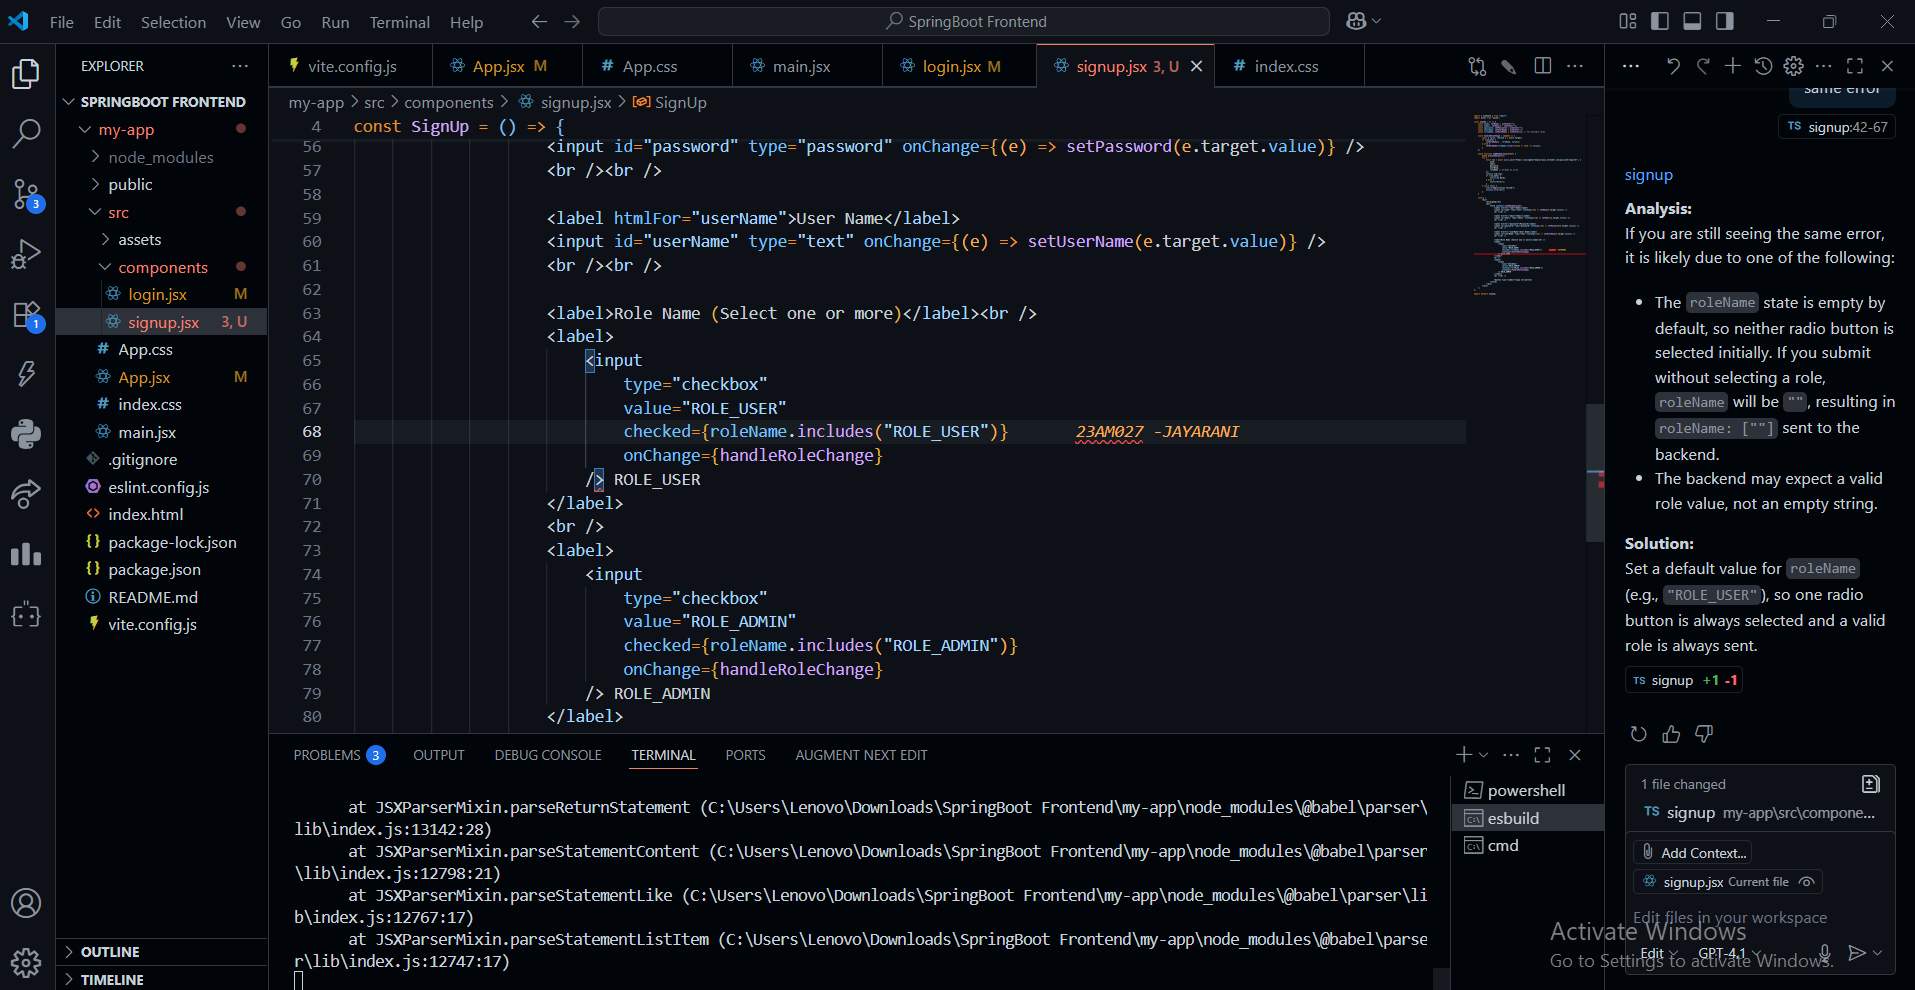 File Edit Selection View Go Run Terminal Help
SpringBoot Frontend
EXPLORER
SPRINGBOOT FRONTEND
my-app
node_modules
public
src
assets
components
login.jsx M
signup.jsx 3, U
App.css
App.jsx M
index.css
main.jsx
.gitignore
eslint.config.js
index.html
package-lock.json
package.json
README.md
vite.config.js
OUTLINE
TIMELINE
3
1
vite.config.js App.jsx M App.css main.jsx login.jsx M signup.jsx 3, U index.css
my-app > src > components > signup.jsx > SignUp
4 const SignUp = () => {
56 <input id="password" type="password" onChange={(e) => setPassword(e.target.value)} />
57 <br /><br />
58
59 <label htmlFor="userName">User Name</label>
60 <input id="userName" type="text" onChange={(e) => setUserName(e.target.value)} />
61 <br /><br />
62
63 <label>Role Name (Select one or more)</label><br />
64 <label>
65 <input
66 type="checkbox"
67 value="ROLE_USER"
68 checked={roleName.includes("ROLE_USER")} 23AM027 -JAYARANI
69 onChange={handleRoleChange}
70 /> ROLE_USER
71 </label>
72 <br />
73 <label>
74 <input
75 type="checkbox"
76 value="ROLE_ADMIN"
77 checked={roleName.includes("ROLE_ADMIN")}
78 onChange={handleRoleChange}
79 /> ROLE_ADMIN
80 </label>
PROBLEMS 3 OUTPUT DEBUG CONSOLE TERMINAL PORTS AUGMENT NEXT EDIT
at JSXParserMixin.parseReturnStatement (C:\Users\Lenovo\Downloads\SpringBoot Frontend\my-app\node_modules\@babel\parser\
lib\index.js:13142:28)
at JSXParserMixin.parseStatementContent (C:\Users\Lenovo\Downloads\SpringBoot Frontend\my-app\node_modules\@babel\parser
\lib\index.js:12798:21)
at JSXParserMixin.parseStatementLike (C:\Users\Lenovo\Downloads\SpringBoot Frontend\my-app\node_modules\@babel\parser\li
b\index.js:12767:17)
at JSXParserMixin.parseStatementListItem (C:\Users\Lenovo\Downloads\SpringBoot Frontend\my-app\node_modules\@babel\parse
r\lib\index.js:12747:17)
powershell
esbuild
cmd
same error
TS signup:42-67
signup
Analysis:
If you are still seeing the same error,
it is likely due to one of the following:
• The roleName state is empty by
default, so neither radio button is
selected initially. If you submit
without selecting a role,
roleName will be "", resulting in
roleName: [""] sent to the
backend.
• The backend may expect a valid
role value, not an empty string.
Solution:
Set a default value for roleName
(e.g., "ROLE_USER"), so one radio
button is always selected and a valid
role is always sent.
TS signup +1 -1
1 file changed
TS signup my-app\src\compone...
Add Context...
signup.jsx Current file
Edit files in your workspace
Edit GPT-4.1
Activate Windows
Go to Settings to activate Windows.